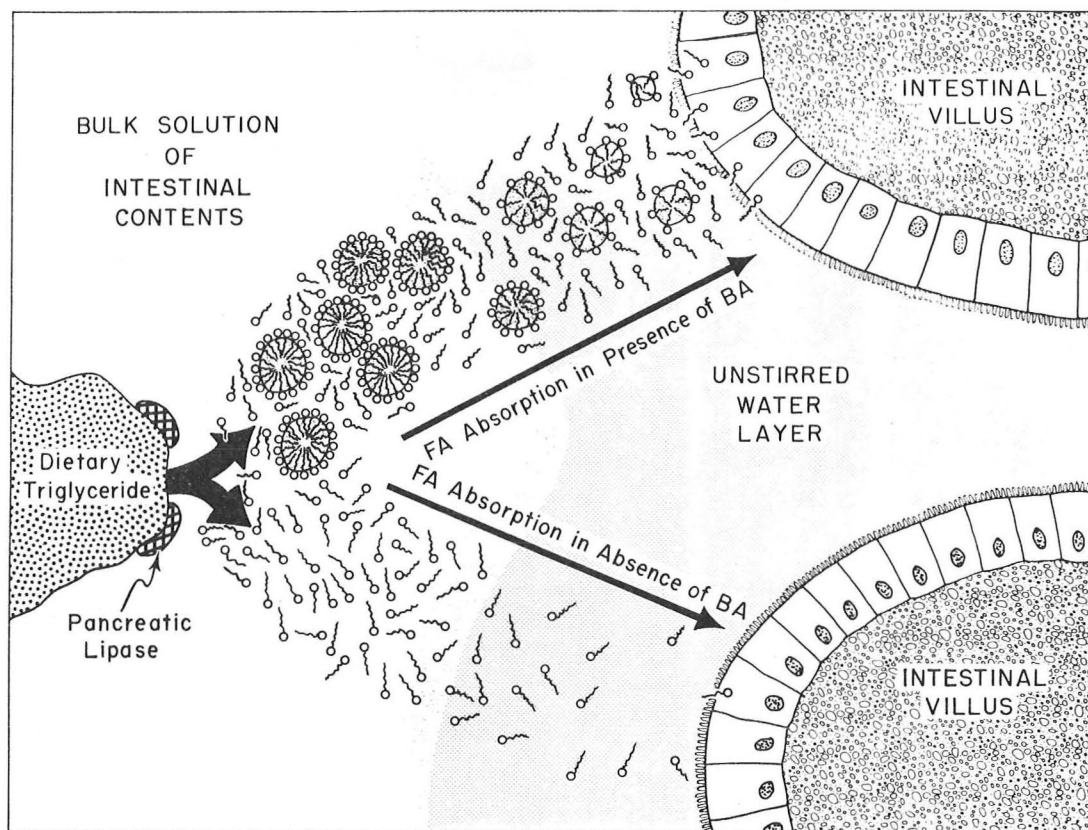 BULK SOLUTION
OF
INTESTINAL
CONTENTS
INTESTINAL
VILLUS
FA Absorption in Presence of BA
UNSTIRRED
WATER
LAYER
Dietary
Triglyceride
FA Absorption in Absence of BA
Pancreatic
Lipase
INTESTINAL
VILLUS